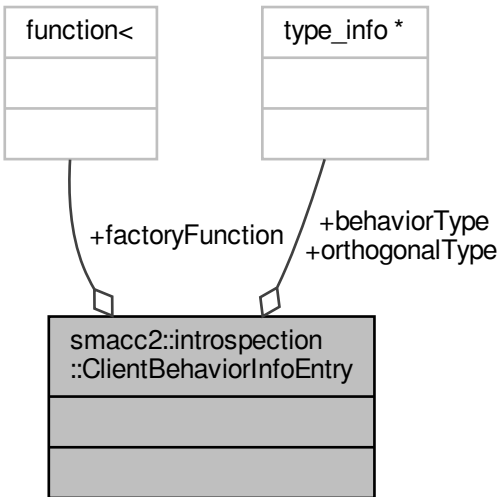 function<
type_info *
+factoryFunction
+behaviorType
+orthogonalType
smacc2::introspection
::ClientBehaviorInfoEntry